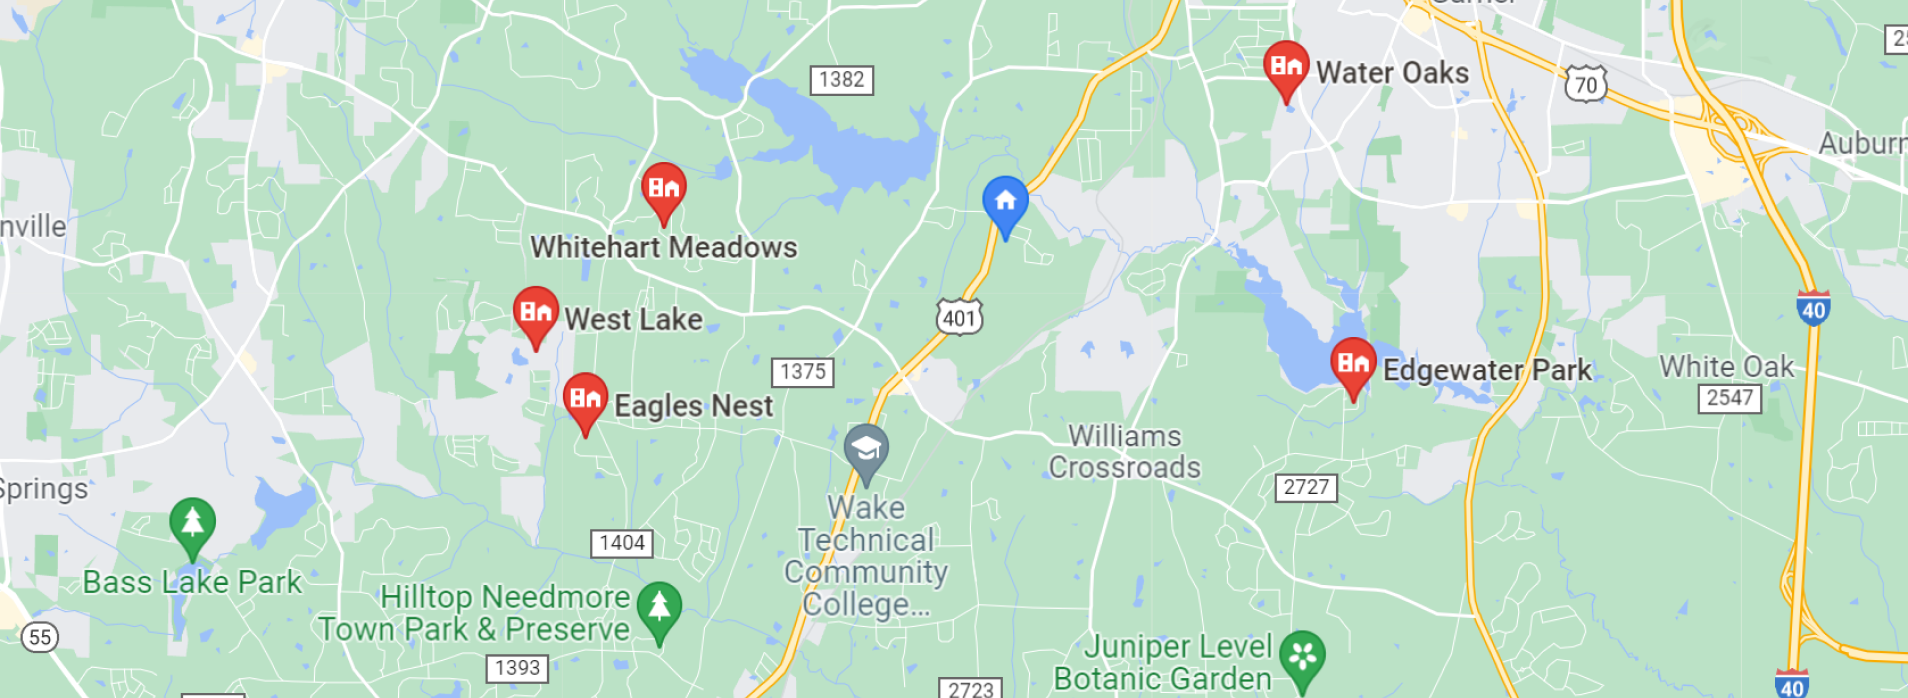 1382
Water Oaks
70
Whitehart Meadows
West Lake
401
40
1375
Eagles Nest
Edgewater Park
White Oak
2547
Williams
Crossroads
Springs
2727
Wake
Technical
Community
College...
1404
Bass Lake Park
Hilltop Needmore
Town Park & Preserve
55
1393
Juniper Level
Botanic Garden
2723
40